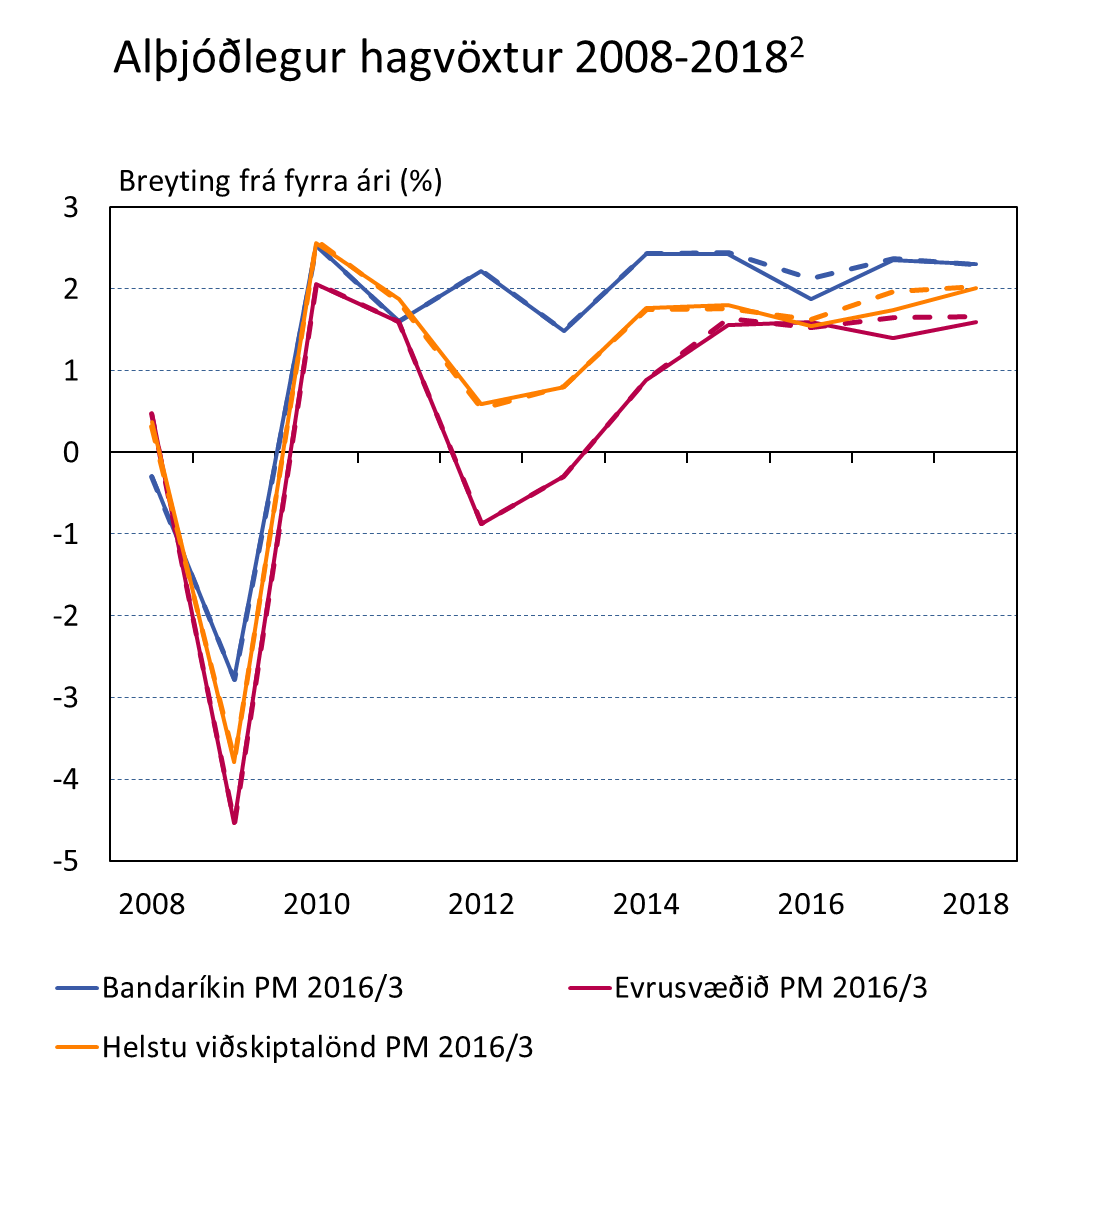 Alþjóðlegur hagvöxtur 2008-2018²
Breyting frá fyrra ári (%)
3
2
1
0
-1
-2
-3
-4
-5
2008 2010 2012 2014 2016 2018
Bandaríkin PM 2016/3 Evrusvæðið PM 2016/3
Helstu viðskiptalönd PM 2016/3